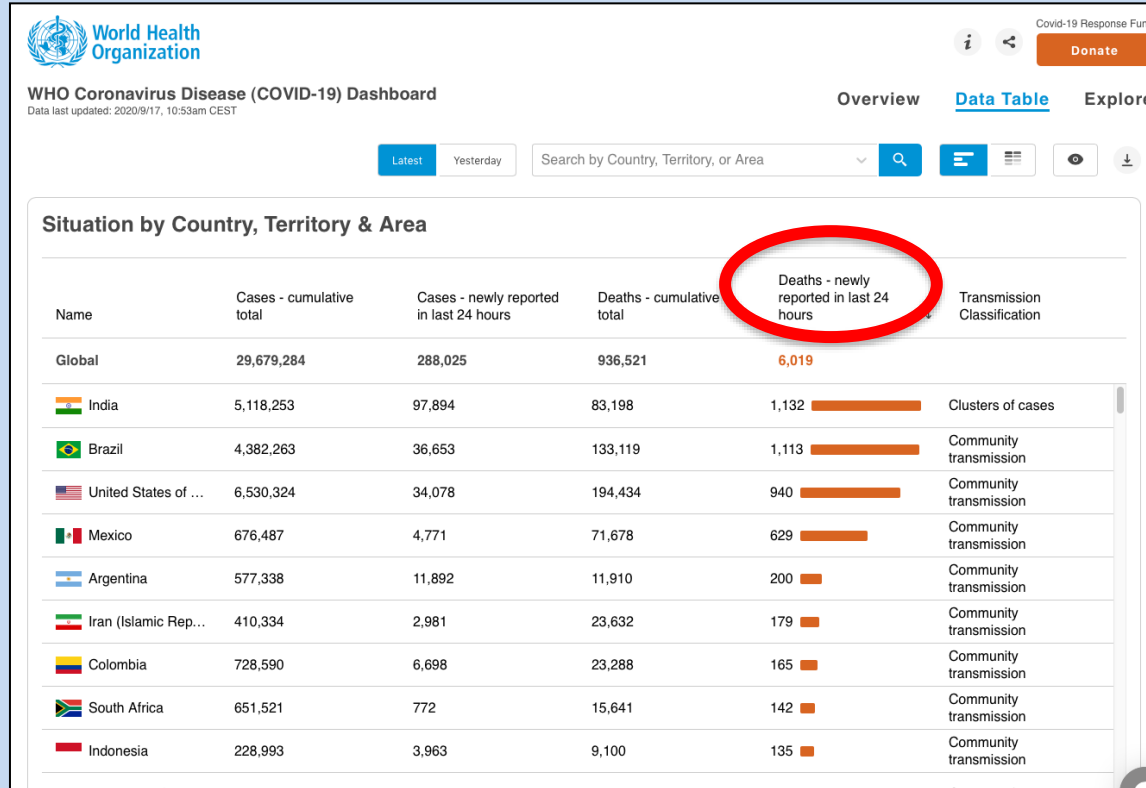 World Health
Organization
Covid-19 Response Fun
i
Donate
WHO Coronavirus Disease (COVID-19) Dashboard
Data last updated: 2020/9/17, 10:53am CEST
Overview Data Table Explore
Latest Yesterday Search by Country, Territory, or Area
Situation by Country, Territory & Area
Name
Cases - cumulative
total
Cases - newly reported
in last 24 hours
Deaths - cumulative
total
Deaths - newly
reported in last 24
hours
Transmission
Classification
Global 29,679,284 288,025 936,521 6,019
India 5,118,253 97,894 83,198 1,132 Clusters of cases
Brazil 4,382,263 36,653 133,119 1,113 Community
transmission
United States of ... 6,530,324 34,078 194,434 940 Community
transmission
Mexico 676,487 4,771 71,678 629 Community
transmission
Argentina 577,338 11,892 11,910 200 Community
transmission
Iran (Islamic Rep... 410,334 2,981 23,632 179 Community
transmission
Colombia 728,590 6,698 23,288 165 Community
transmission
South Africa 651,521 772 15,641 142 Community
transmission
Indonesia 228,993 3,963 9,100 135 Community
transmission